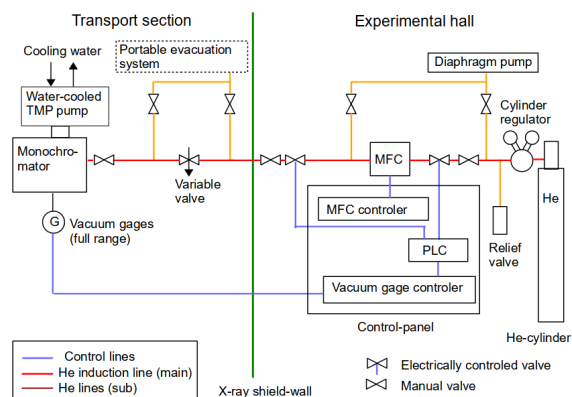 Transport section
Experimental hall
Cooling water
Portable evacuation
system
Diaphragm pump
Water-cooled
TMP pump
Cylinder
regulator
Monochro-
mator
MFC
Variable
valve
He
MFC controler
G
Vacuum gages
(full range)
PLC
Relief
valve
Vacuum gage controler
Control-panel
He-cylinder
Control lines
He induction line (main)
He lines (sub)
X-ray shield-wall
Electrically controled valve
Manual valve